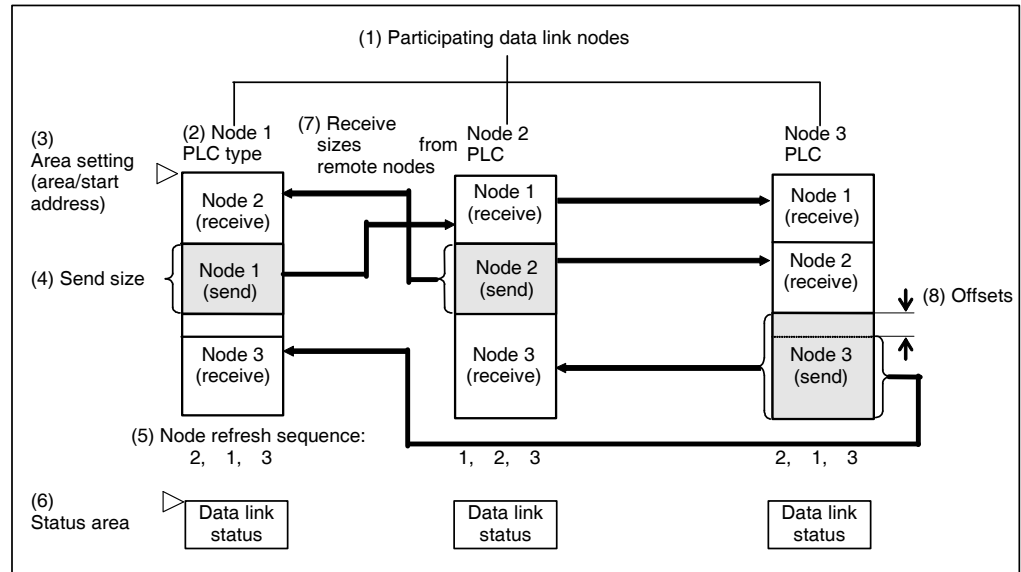 (1) Participating data link nodes
(2) Node 1
PLC type
(7) Receive
sizes from
remote nodes
Node 2
PLC
Node 3
PLC
(3)
Area setting
(area/start
address)
Node 2
(receive)
Node 1
(receive)
Node 1
(receive)
(4) Send size
Node 1
(send)
Node 2
(send)
Node 2
(receive)
(8) Offsets
Node 3
(receive)
Node 3
(receive)
Node 3
(send)
(5) Node refresh sequence:
2, 1, 3
1, 2, 3
2, 1, 3
(6)
Status area
Data link
status
Data link
status
Data link
status